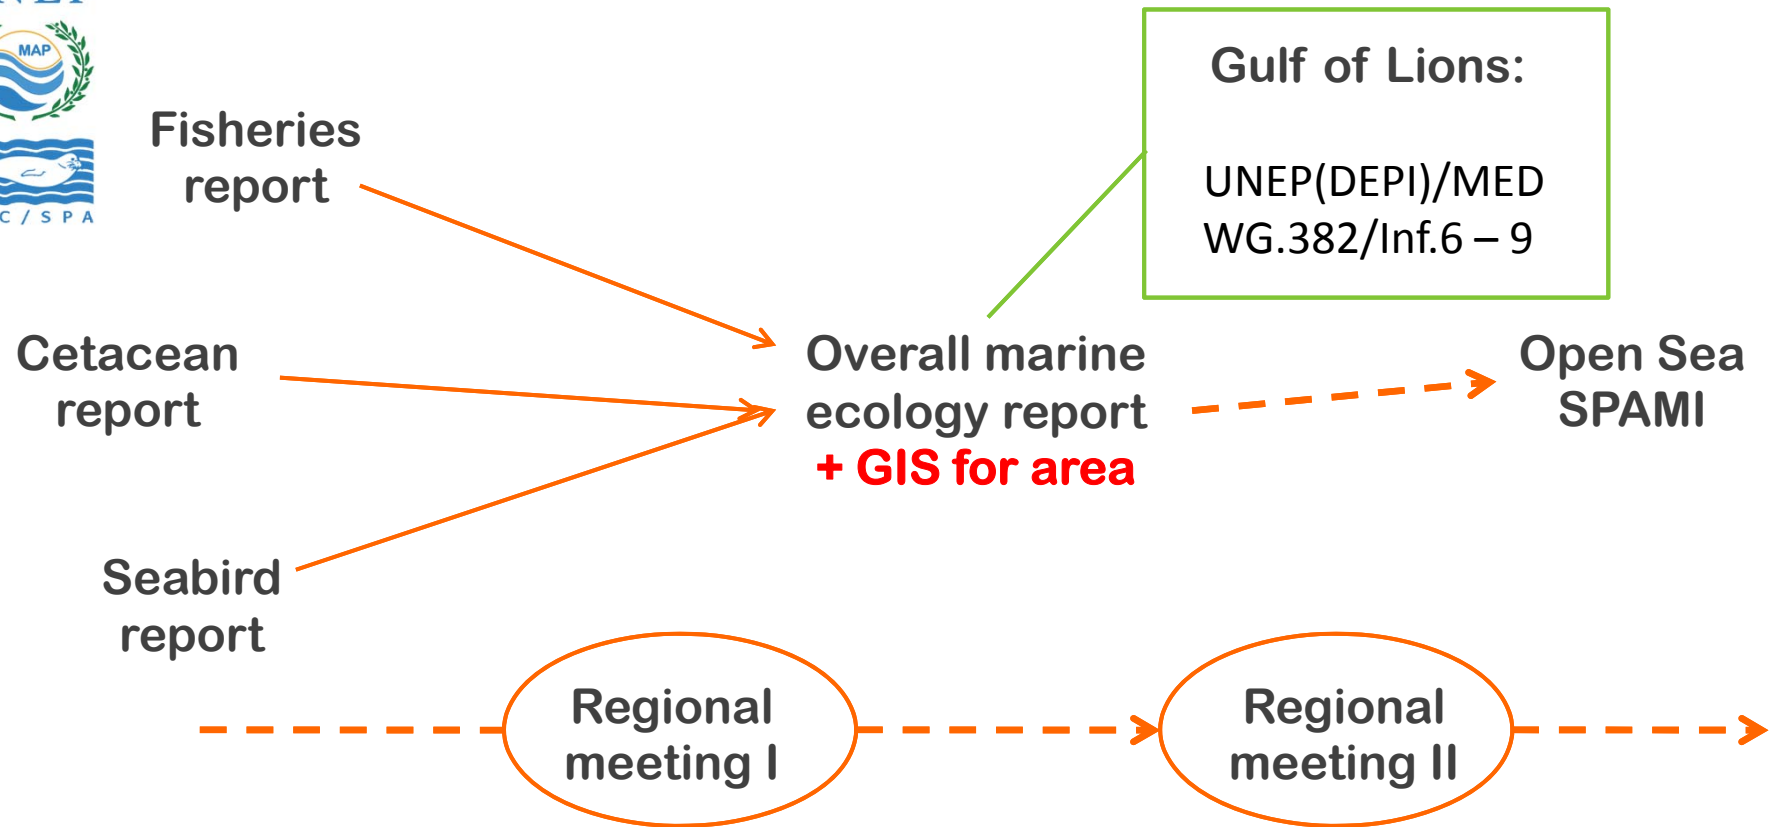 MAP
C / S P A
Fisheries
report
Gulf of Lions:
UNEP(DEPI)/MED
WG.382/Inf.6 – 9
Cetacean
report
Overall marine
ecology report
+ GIS for area
Open Sea
SPAMI
Seabird
report
Regional
meeting I
Regional
meeting II